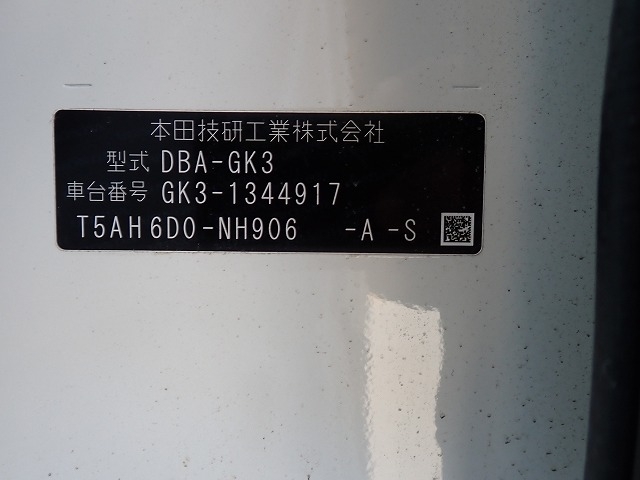 本田技研工業株式会社
型式 DBA-GK3
車台番号 GK3-1344917
T5AH6D0-NH906 -A -S